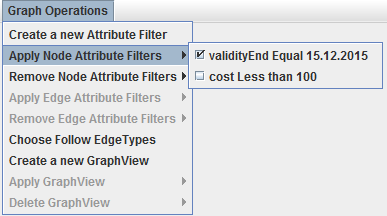 Graph Operations
Create a new Attribute Filter
Apply Node Attribute Filters
validityEnd Equal 15.12.2015
Remove Node Attribute Filters
cost Less than 100
Apply Edge Attribute Filters
Remove Edge Attribute Filters
Choose Follow EdgeTypes
Create a new GraphView
Apply GraphView
Delete GraphView